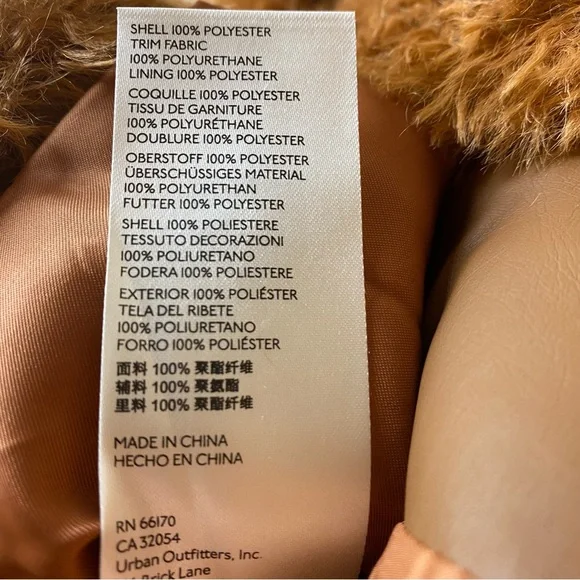 SHELL 100% POLYESTER
TRIM FABRIC
100% POLYURETHANE
LINING 100% POLYESTER
COQUILLE 100% POLYESTER
TISSU DE GARNITURE
100% POLYURÉTHANE
DOUBLURE 100% POLYESTER
OBERSTOFF 100% POLYESTER
ÜBERSCHÜSSIGES MATERIAL
100% POLYURETHAN
FUTTER 100% POLYESTER
SHELL 100% POLIESTERE
TESSUTO DECORAZIONI
100% POLIURETANO
FODERA 100% POLIESTERE
EXTERIOR 100% POLIÉSTER
TELA DEL RIBETE
100% POLIURETANO
FORRO 100% POLIÉSTER
面料 100% 聚酯纤维
辅料 100% 聚氨酯
里料 100% 聚酯纤维
MADE IN CHINA
HECHO EN CHINA
RN 66170
CA 32054
Urban Outfitters, Inc.
Brick Lane